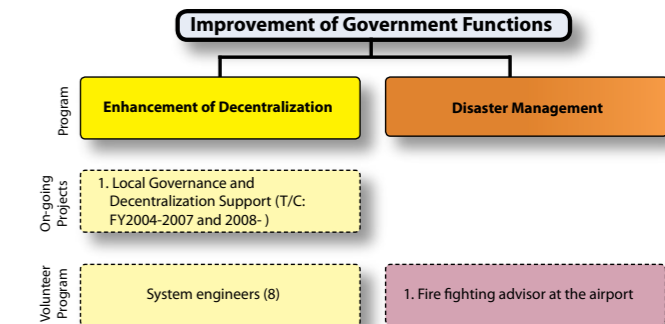 Improvement of Government Functions
Program
Enhancement of Decentralization
Disaster Management
On-going
Projects
1. Local Governance and
Decentralization Support (T/C:
FY2004-2007 and 2008- )
Volunteer
Program
System engineers (8)
1. Fire fighting advisor at the airport